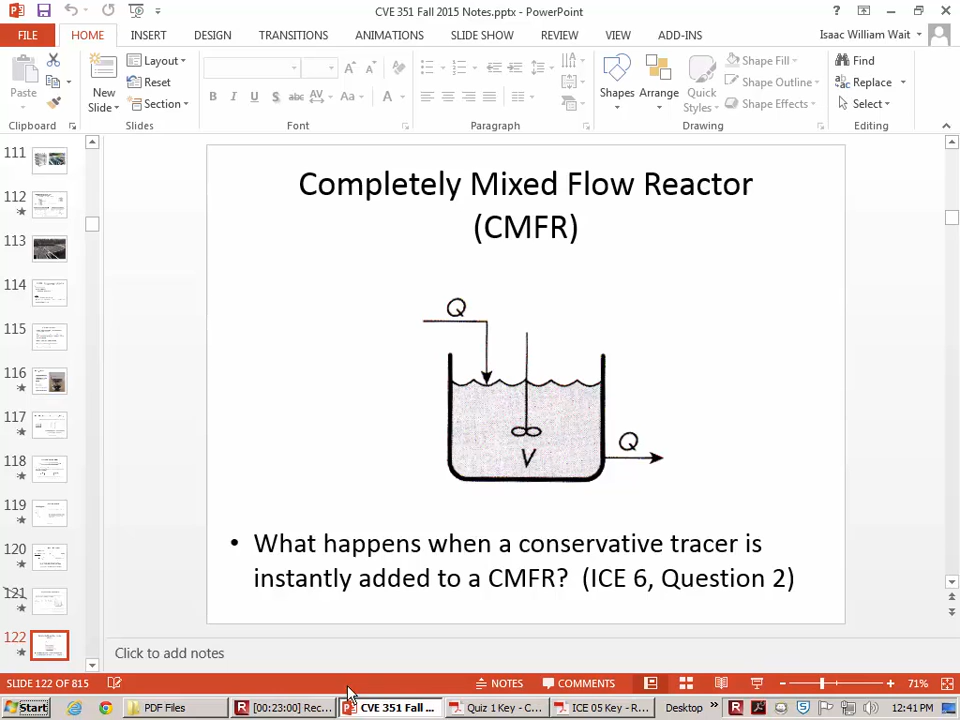 CVE 351 Fall 2015 Notes.pptx - PowerPoint
FILE HOME INSERT DESIGN TRANSITIONS ANIMATIONS SLIDE SHOW REVIEW VIEW ADD-INS Isaac William Wait
Paste
New Slide
Layout
Reset
Section
B I U S abc AV Aa A
Shapes
Arrange
Quick Styles
Shape Fill
Shape Outline
Shape Effects
Find
Replace
Select
Clipboard Slides Font Paragraph Drawing Editing
111
112
113
114
115
116
117
118
119
120
121
122
Completely Mixed Flow Reactor
(CMFR)
Q
Q
V
• What happens when a conservative tracer is
instantly added to a CMFR? (ICE 6, Question 2)
Click to add notes
SLIDE 122 OF 815 NOTES COMMENTS 71%
Start PDF Files [00:23:00] Rec... CVE 351 Fall ... Quiz 1 Key - C... ICE 05 Key - R... Desktop 12:41 PM